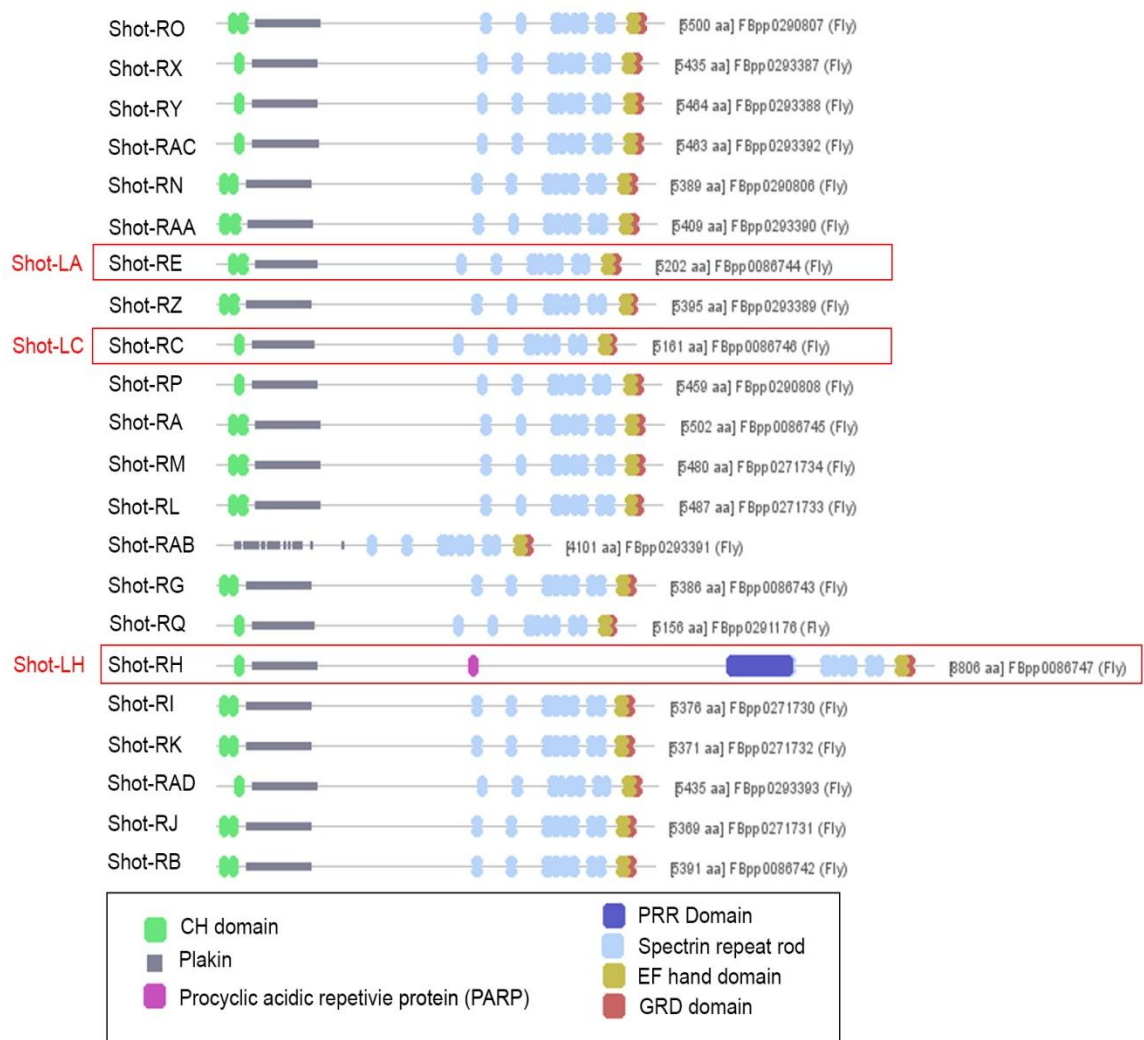 Shot-RO [5500 aa] FBpp0290807 (Fly)
Shot-RX [5435 aa] FBpp0293387 (Fly)
Shot-RY [5464 aa] FBpp0293388 (Fly)
Shot-RAC [5463 aa] FBpp0293392 (Fly)
Shot-RN [5389 aa] FBpp0290806 (Fly)
Shot-RAA [5409 aa] FBpp0293390 (Fly)
Shot-LA Shot-RE [5202 aa] FBpp0086744 (Fly)
Shot-RZ [5395 aa] FBpp0293389 (Fly)
Shot-LC Shot-RC [5161 aa] FBpp0086746 (Fly)
Shot-RP [5459 aa] FBpp0290808 (Fly)
Shot-RA [5502 aa] FBpp0086745 (Fly)
Shot-RM [5480 aa] FBpp0271734 (Fly)
Shot-RL [5487 aa] FBpp0271733 (Fly)
Shot-RAB [4101 aa] FBpp0293391 (Fly)
Shot-RG [5386 aa] FBpp0086743 (Fly)
Shot-RQ [5156 aa] FBpp0291176 (Fly)
Shot-LH Shot-RH [8806 aa] FBpp0086747 (Fly)
Shot-RI [5376 aa] FBpp0271730 (Fly)
Shot-RK [5371 aa] FBpp0271732 (Fly)
Shot-RAD [5435 aa] FBpp0293393 (Fly)
Shot-RJ [5369 aa] FBpp0271731 (Fly)
Shot-RB [5391 aa] FBpp0086742 (Fly)
CH domain
Plakin
Procyclic acidic repetivie protein (PARP)
PRR Domain
Spectrin repeat rod
EF hand domain
GRD domain